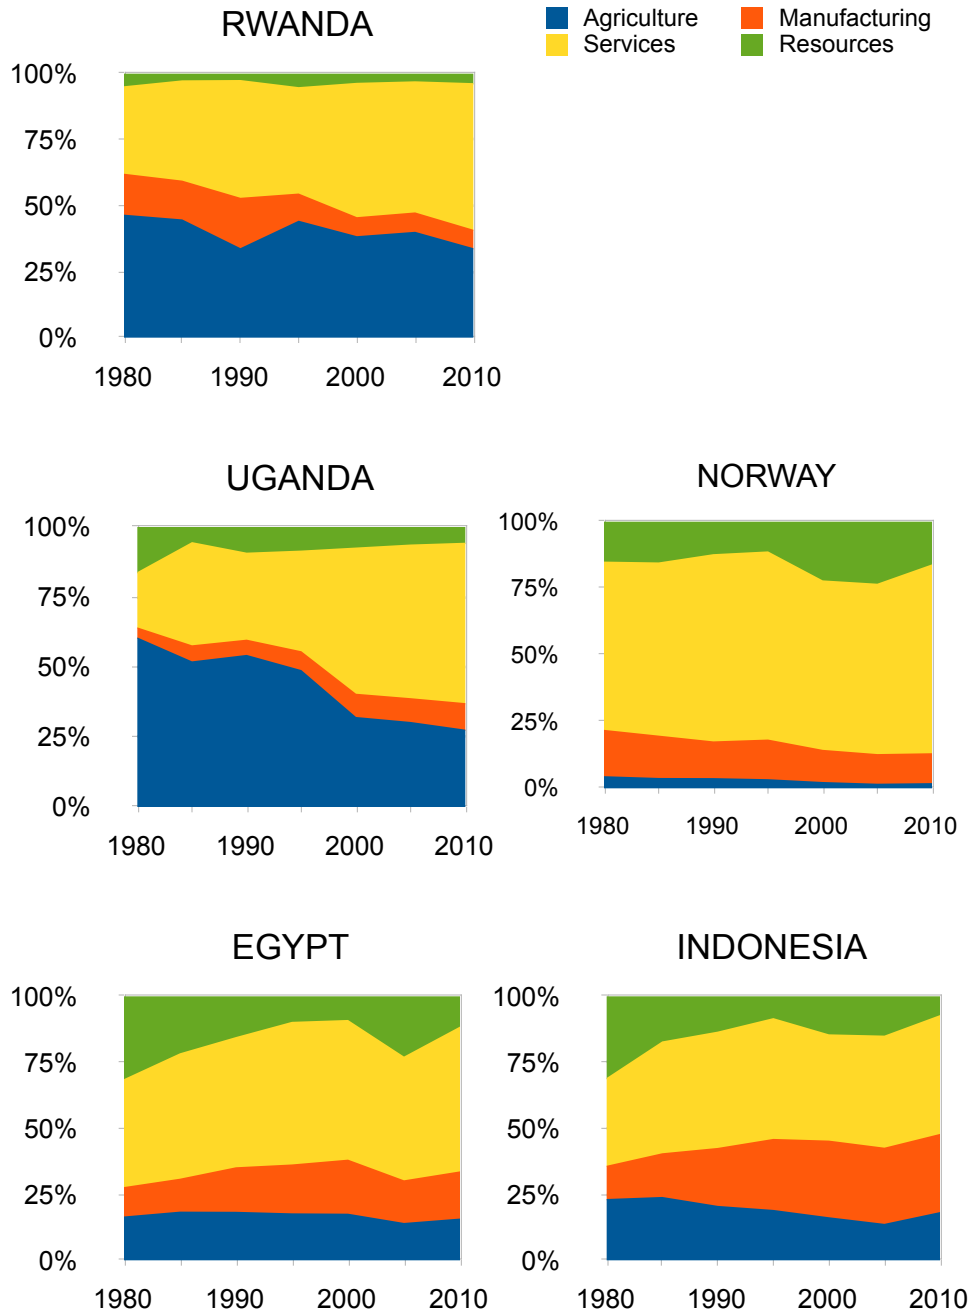 RWANDA
Agriculture Manufacturing
Services Resources
100%
75%
50%
25%
0%
1980 1990 2000 2010
UGANDA
100%
75%
50%
25%
0%
1980 1990 2000 2010
NORWAY
100%
75%
50%
25%
0%
1980 1990 2000 2010
EGYPT
100%
75%
50%
25%
0%
1980 1990 2000 2010
INDONESIA
100%
75%
50%
25%
0%
1980 1990 2000 2010